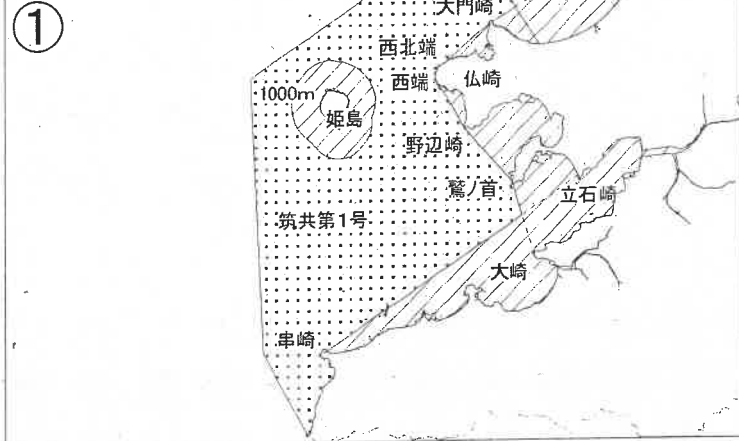 ①
大門崎
西北端
西端
仏崎
1000m
姫島
野辺崎
鷲ノ首
立石崎
筑共第1号
大崎
串崎